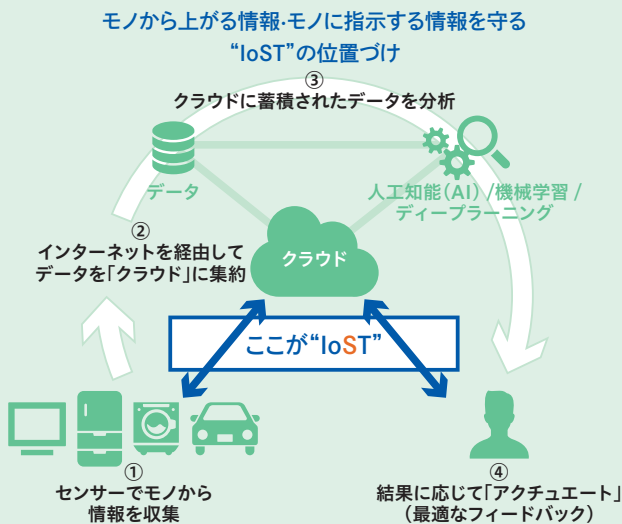 モノから上がる情報・モノに指示する情報を守る
“IoST”の位置づけ
③
クラウドに蓄積されたデータを分析
データ
人工知能(AI)/機械学習/
ディープラーニング
②
インターネットを経由して
データを「クラウド」に集約
クラウド
ここが“IoST”
①
センサーでモノから
情報を収集
④
結果に応じて「アクチュエート」
(最適なフィードバック)